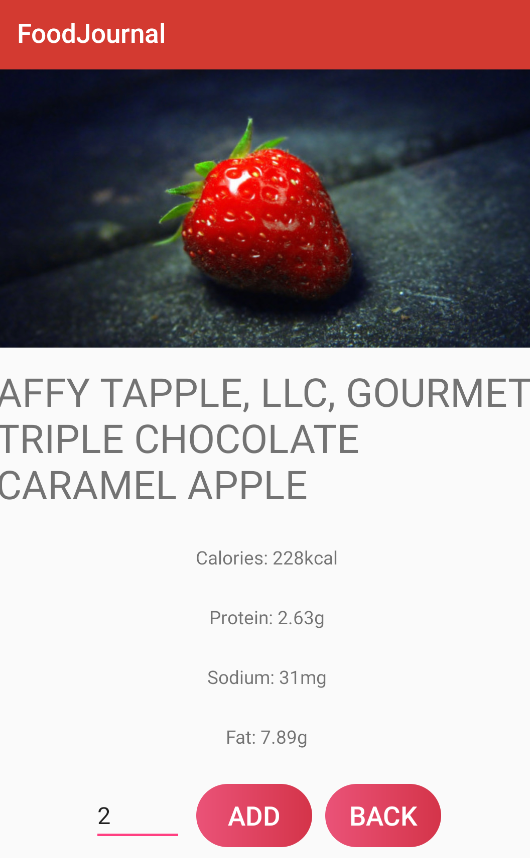 FoodJournal
AFFY TAPPLE, LLC, GOURMET
TRIPLE CHOCOLATE
CARAMEL APPLE
Calories: 228kcal
Protein: 2.63g
Sodium: 31mg
Fat: 7.89g
2 ADD BACK